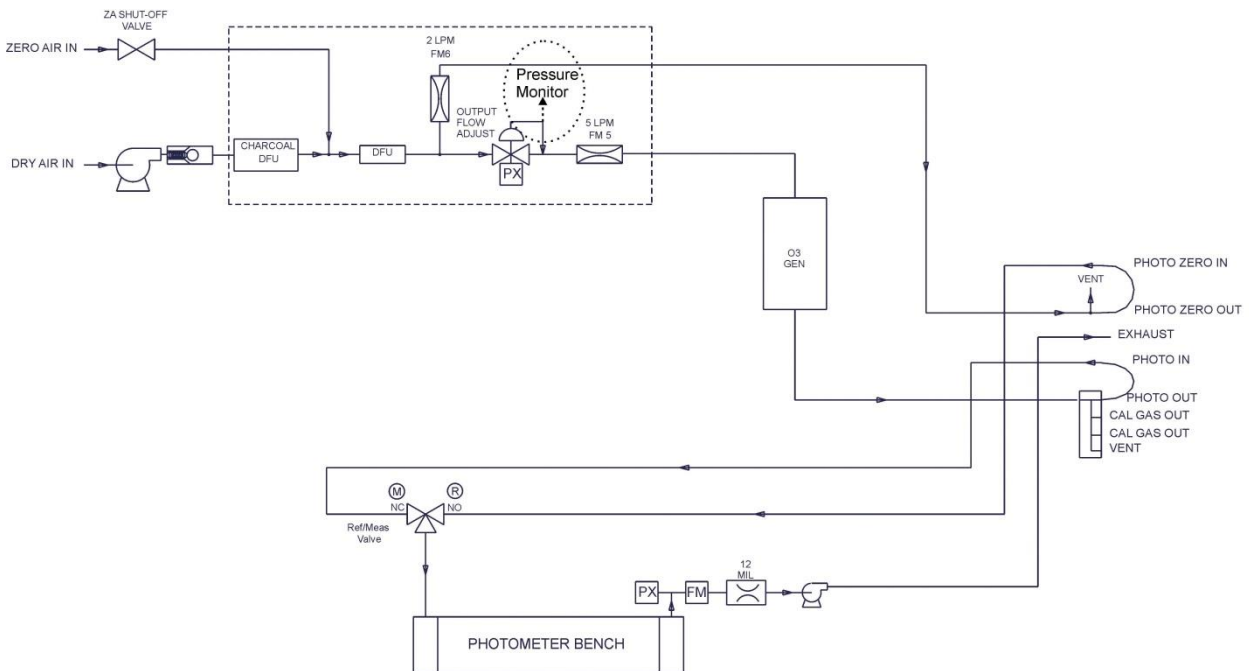 ZA SHUT-OFF
VALVE
ZERO AIR IN
2 LPM
FM6
Pressure
Monitor
OUTPUT
FLOW
ADJUST
5 LPM
FM 5
CHARCOAL
DFU
DFU
DRY AIR IN
PX
O3
GEN
PHOTO ZERO IN
VENT
PHOTO ZERO OUT
EXHAUST
PHOTO IN
PHOTO OUT
CAL GAS OUT
CAL GAS OUT
VENT
M
R
NC
NO
Ref/Meas
Valve
12
MIL
PX
FM
PHOTOMETER BENCH